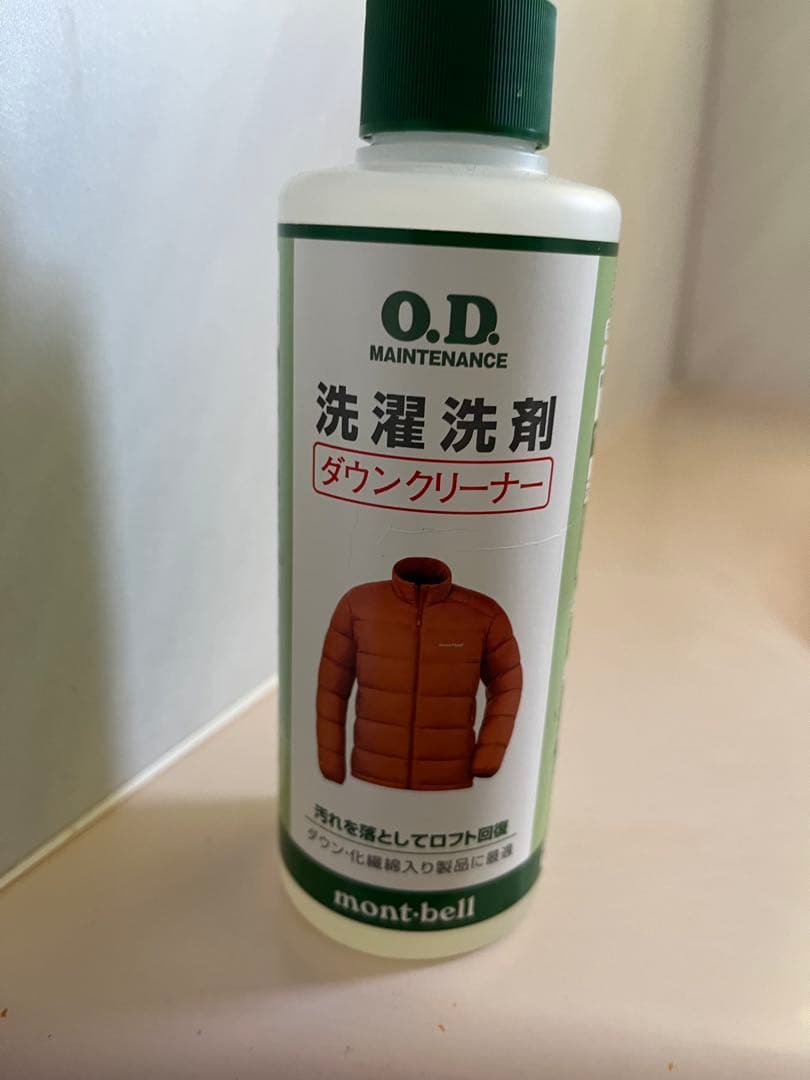 O.D.
MAINTENANCE
洗濯洗剤
ダウンクリーナー
汚れを落としてロフト回復
ダウン・化繊綿入り製品に最適
mont-bell